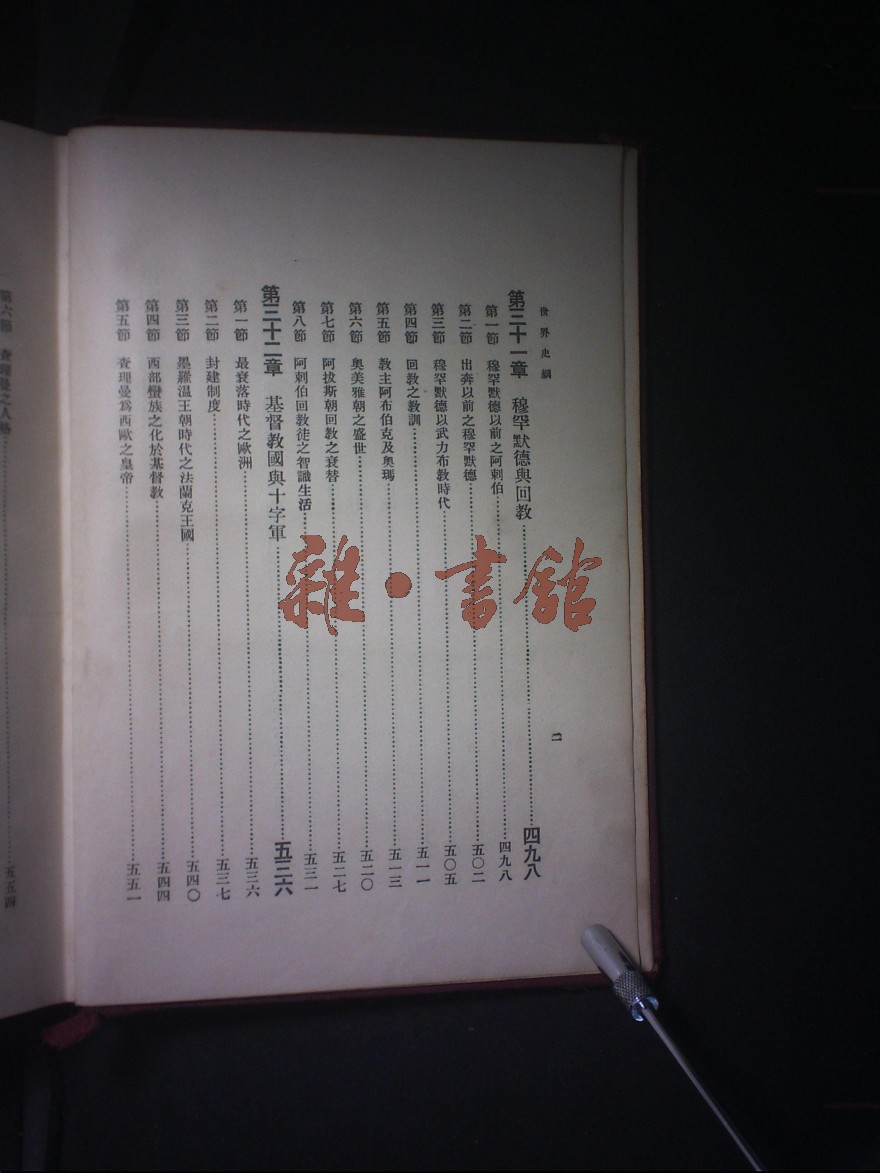 世界史綱
二
第三十一章 穆罕默德與回教……四九八
第一節 穆罕默德以前之阿剌伯……四九八
第二節 出奔以前之穆罕默德……五〇二
第三節 穆罕默德以武力布教時代……五〇五
第四節 回教之教訓……五一一
第五節 教主阿布伯克及奧瑪……五一三
第六節 奧美雅朝之盛世……五二〇
第七節 阿拔斯朝回教之衰替……五二七
第八節 阿剌伯回教徒之智識生活……五三一
第三十二章 基督教國與十字軍……五三六
第一節 最衰落時代之歐洲……五三六
第二節 封建制度……五三七
第三節 墨羅溫王朝時代之法蘭克王國……五四〇
第四節 西部蠻族之化於基督教……五四四
第五節 查理曼為西歐之皇帝……五五一
第六節 查理曼之人格……五五四
雜·書館